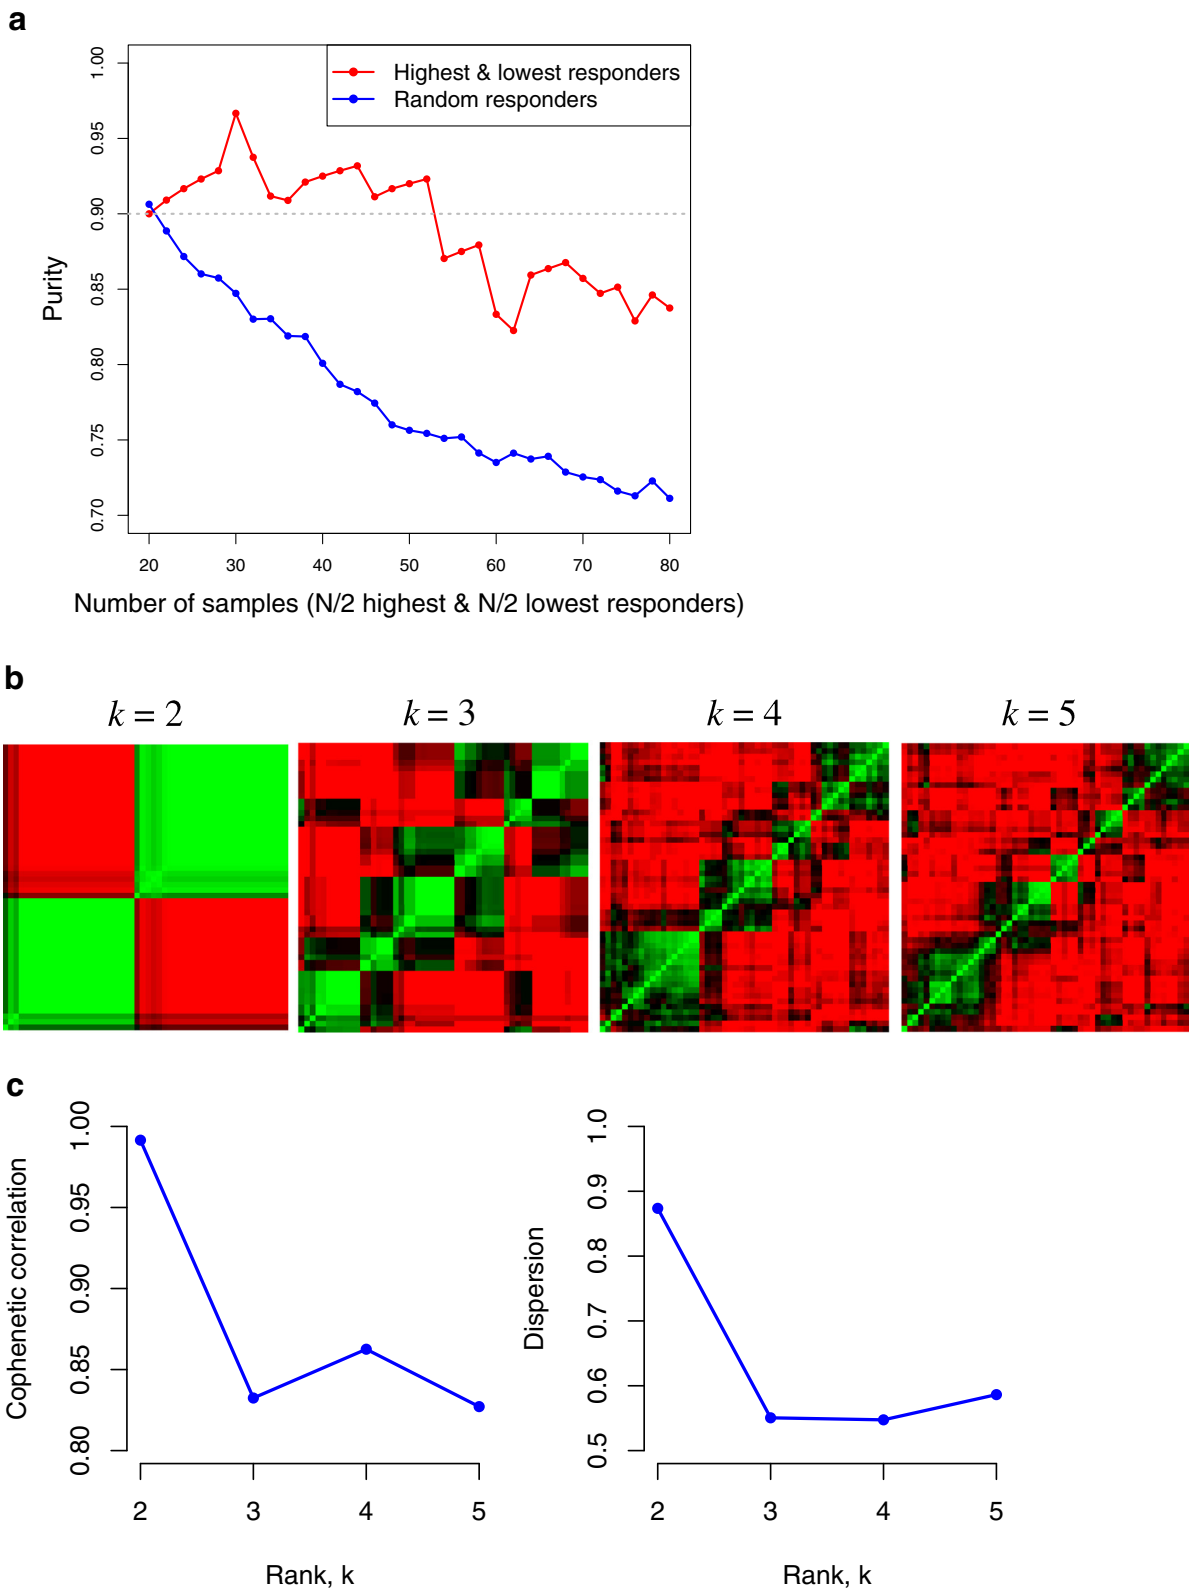 a
Highest & lowest responders
Random responders
1.00
0.95
0.90
0.85
0.80
0.75
0.70
Purity
20 30 40 50 60 70 80
Number of samples (N/2 highest & N/2 lowest responders)
b
k = 2 k = 3 k = 4 k = 5
c
1.00
0.95
0.90
0.85
0.80
Cophenetic correlation
2 3 4 5
Rank, k
1.0
0.9
0.8
0.7
0.6
0.5
Dispersion
2 3 4 5
Rank, k